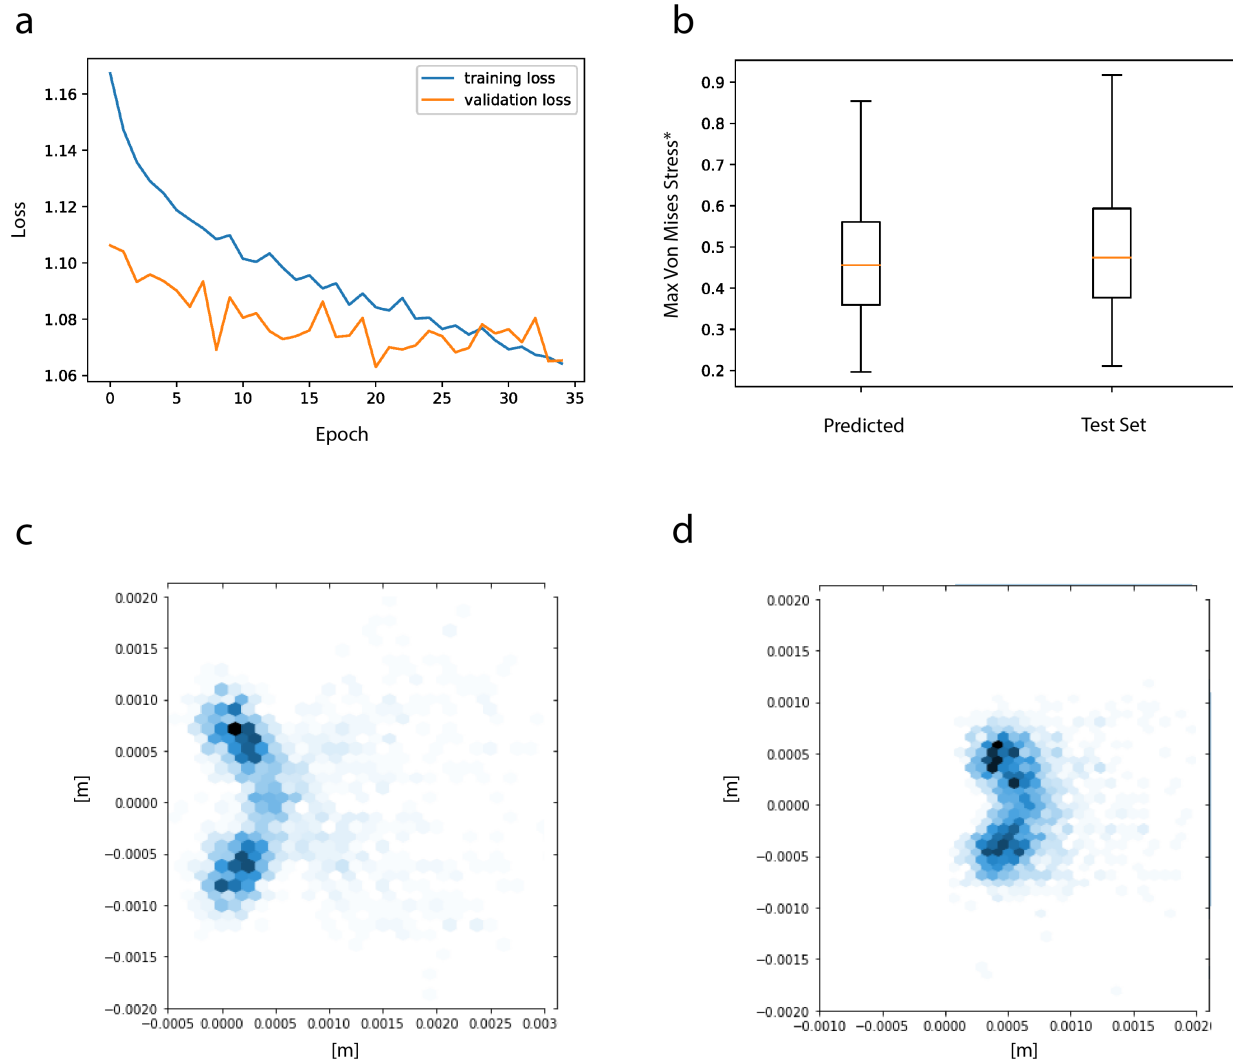 a
1.16
1.14
1.12
1.10
1.08
1.06
Loss
training loss
validation loss
0 5 10 15 20 25 30 35
Epoch
b
0.9
0.8
0.7
0.6
0.5
0.4
0.3
0.2
Max Von Mises Stress*
Predicted Test Set
c
0.0020
0.0015
0.0010
0.0005
0.0000
−0.0005
−0.0010
−0.0015
−0.0020
[m]
−0.0005 0.0000 0.0005 0.0010 0.0015 0.0020 0.0025 0.003
[m]
d
0.0020
0.0015
0.0010
0.0005
0.0000
−0.0005
−0.0010
−0.0015
−0.0020
[m]
−0.0010 −0.0005 0.0000 0.0005 0.0010 0.0015 0.002
[m]